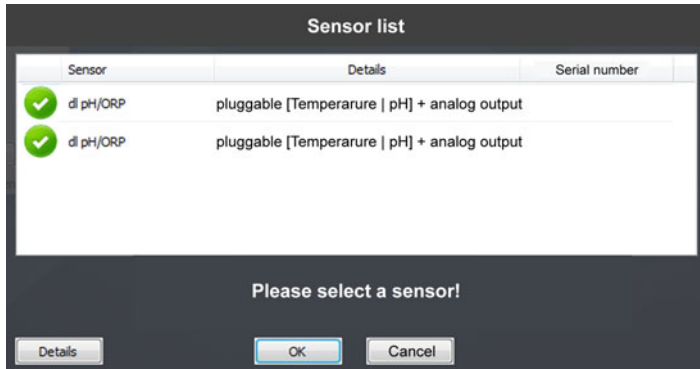 Sensor list
Sensor Details Serial number
dl pH/ORP pluggable [Temperarure | pH] + analog output
dl pH/ORP pluggable [Temperarure | pH] + analog output
Please select a sensor!
Details OK Cancel